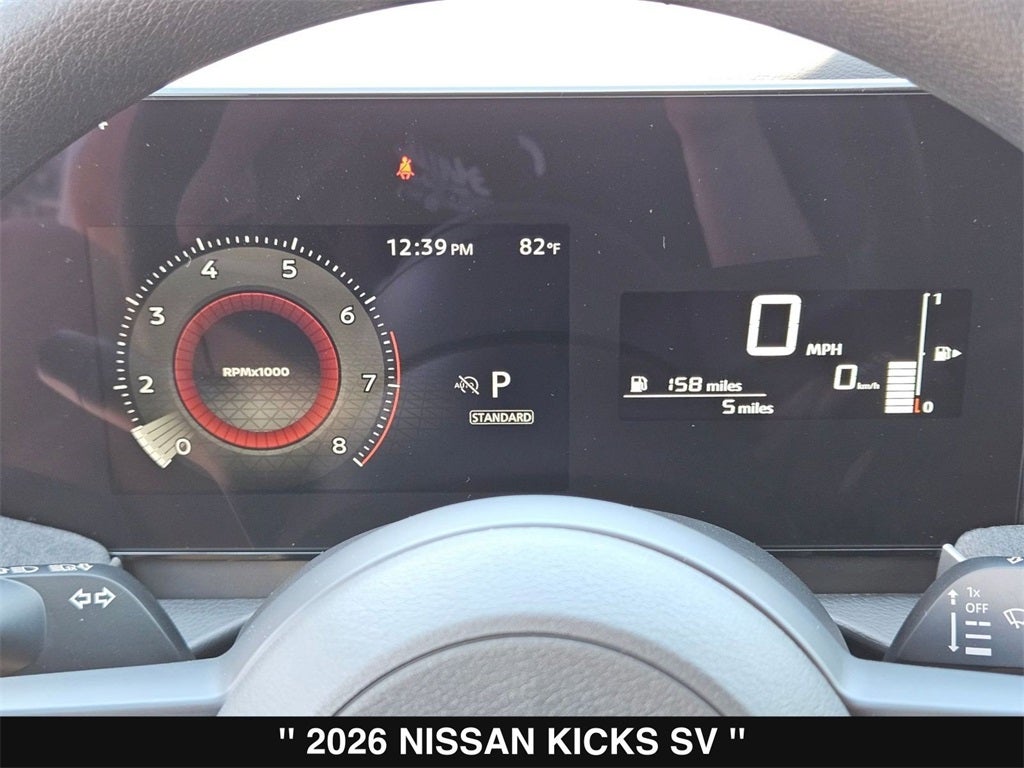 12:39 PM 82°F
4 5
3 6
RPMx1000
2 7
0 8
AUTO P
STANDARD
0 MPH
0 km/h
158 miles
5 miles
1
0
1x
OFF
" 2026 NISSAN KICKS SV "